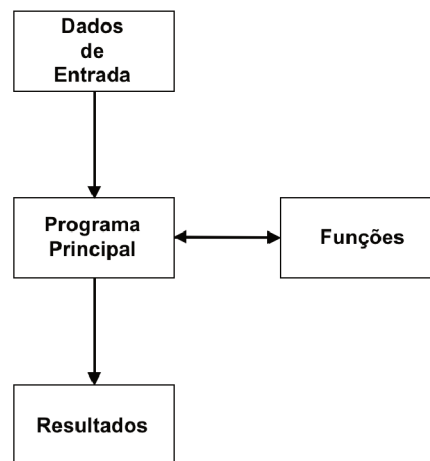 Dados
de
Entrada
Programa
Principal
Funções
Resultados